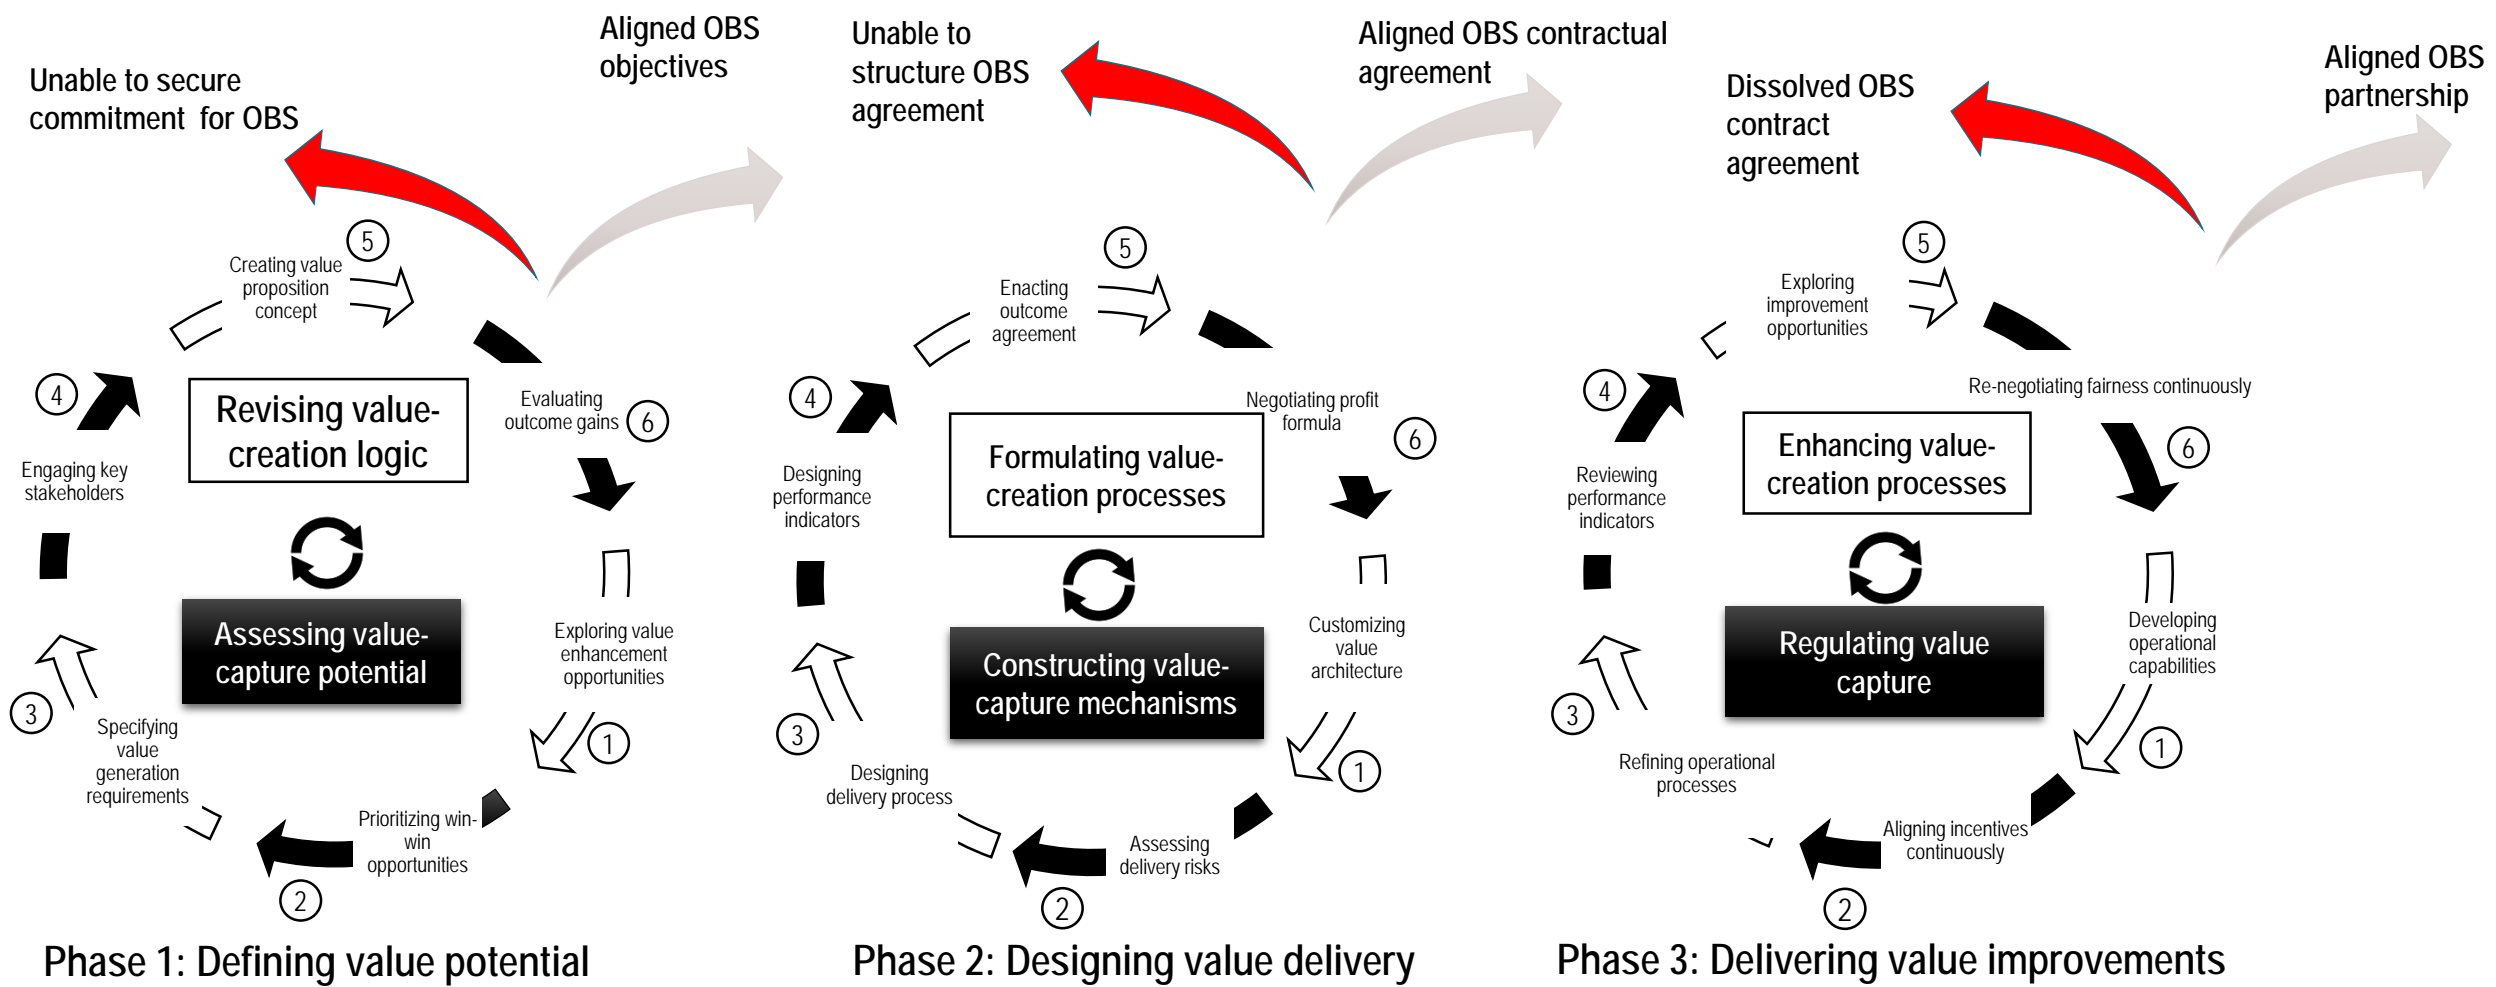 Unable to secure
commitment for OBS
Aligned OBS
objectives
5
Creating value
proposition
concept
4
Revising value-
creation logic
Evaluating
outcome gains
6
Engaging key
stakeholders
Assessing value-
capture potential
Exploring value
enhancement
opportunities
3
Specifying
value
generation
requirements
1
Prioritizing win-
win
opportunities
2
Phase 1: Defining value potential
Unable to
structure OBS
agreement
Aligned OBS contractual
agreement
5
Enacting
outcome
agreement
4
Negotiating profit
formula
6
Formulating value-
creation processes
Designing
performance
indicators
Constructing value-
capture mechanisms
Customizing
value
architecture
3
1
Designing
delivery process
Assessing
delivery risks
2
Phase 2: Designing value delivery
Dissolved OBS
contract
agreement
Aligned OBS
partnership
5
Exploring
improvement
opportunities
4
Re-negotiating fairness continuously
6
Enhancing value-
creation processes
Reviewing
performance
indicators
Regulating value
capture
Developing
operational
capabilities
3
1
Refining operational
processes
Aligning incentives
continuously
2
Phase 3: Delivering value improvements